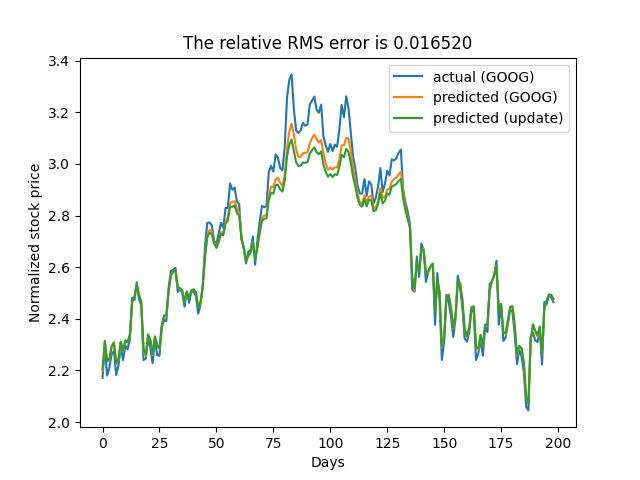 The relative RMS error is 0.016520
3.4
3.2
3.0
2.8
2.6
2.4
2.2
2.0
Normalized stock price
actual (GOOG)
predicted (GOOG)
predicted (update)
0 25 50 75 100 125 150 175 200
Days